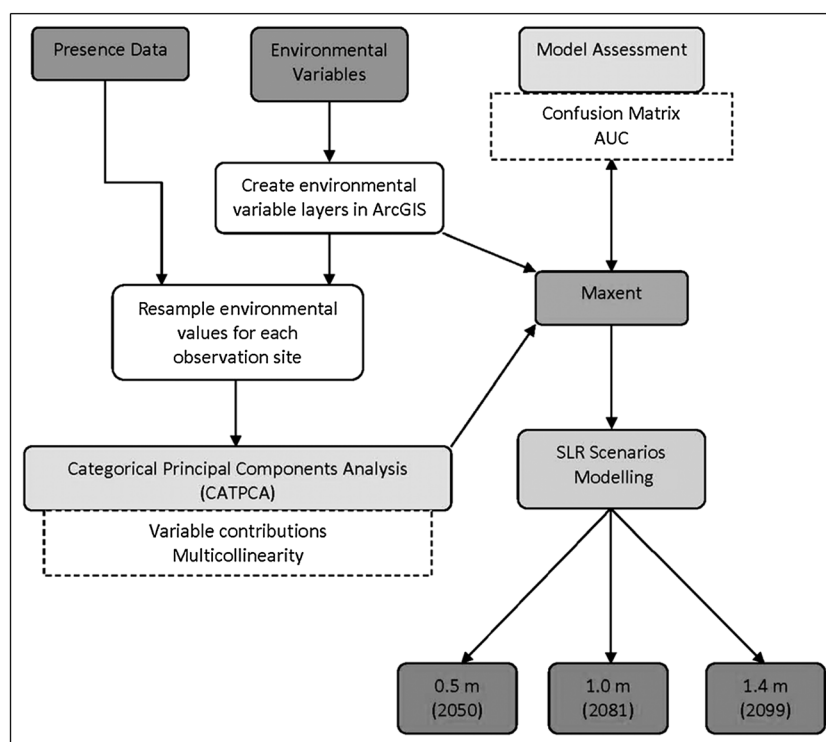 Presence Data
Environmental
Variables
Model Assessment
Confusion Matrix
AUC
Create environmental
variable layers in ArcGIS
Resample environmental
values for each
observation site
Maxent
Categorical Principal Components Analysis
(CATPCA)
Variable contributions
Multicollinearity
SLR Scenarios
Modelling
0.5 m
(2050)
1.0 m
(2081)
1.4 m
(2099)